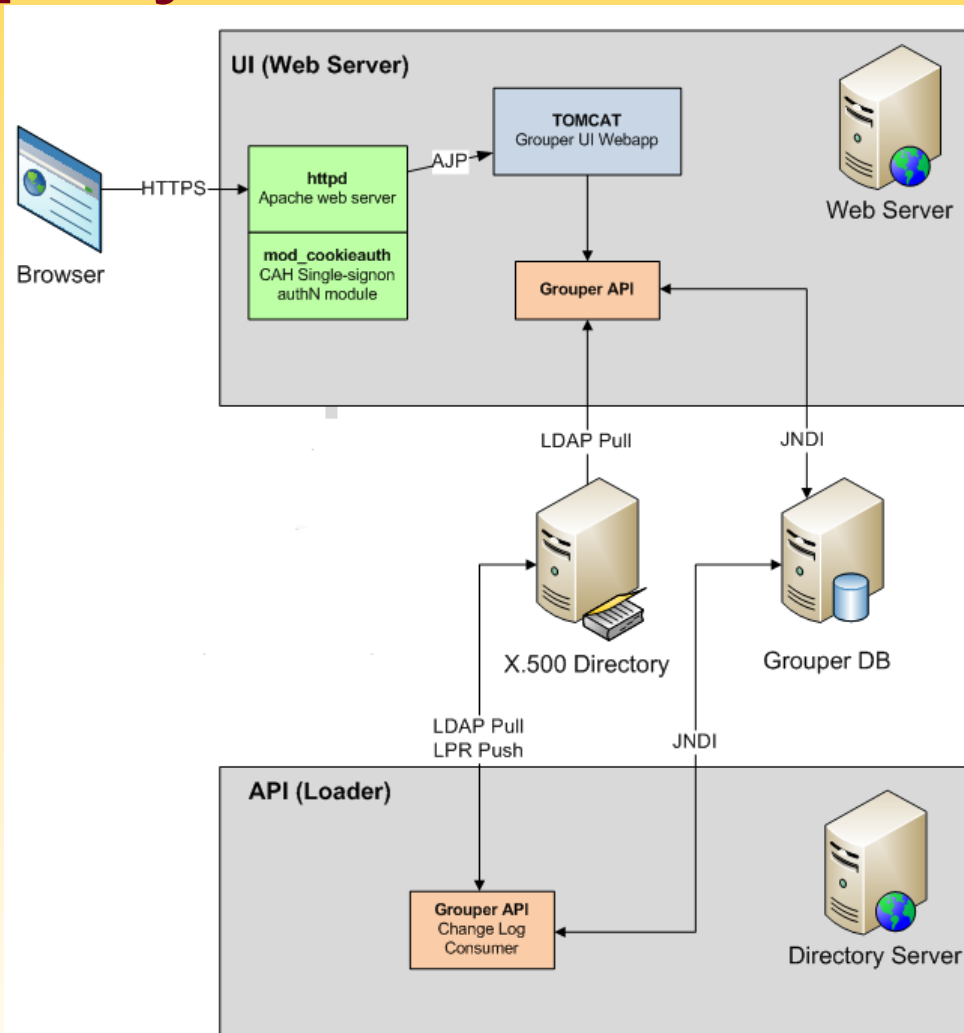 UI (Web Server)
TOMCAT
Grouper UI Webapp
AJP
httpd
Apache web server
HTTPS
Web Server
mod_cookieauth
CAH Single-signon
authN module
Browser
Grouper API
LDAP Pull
JNDI
X.500 Directory
Grouper DB
LDAP Pull
LPR Push
JNDI
API (Loader)
Grouper API
Change Log
Consumer
Directory Server